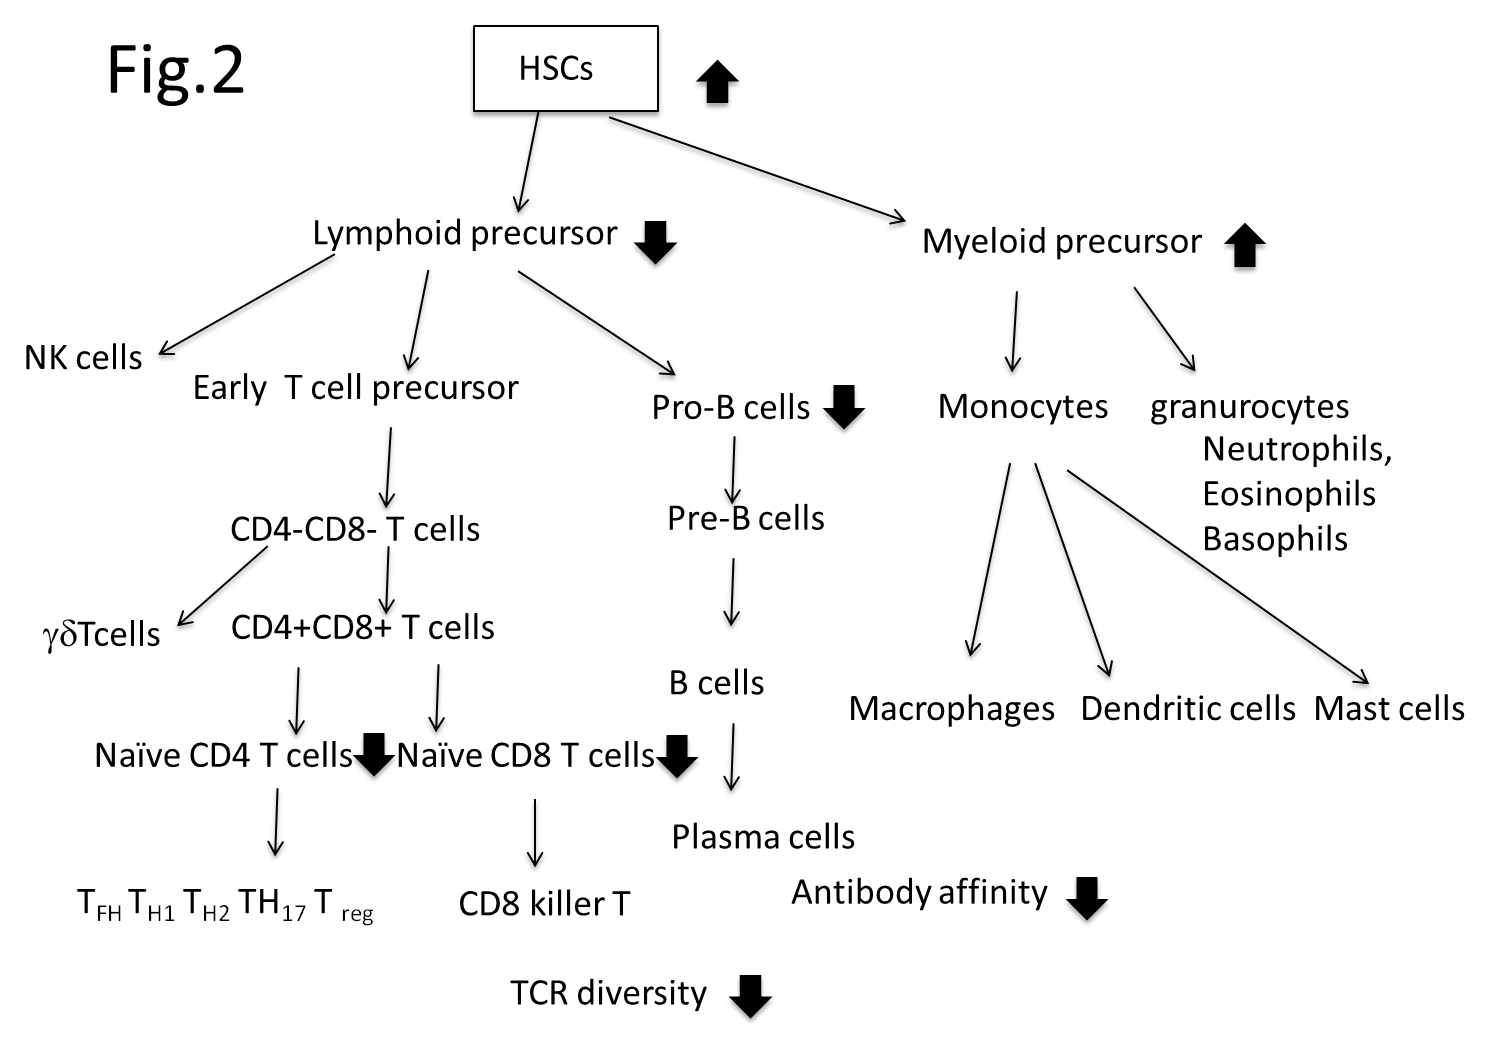 Fig.2
HSCs
Lymphoid precursor
Myeloid precursor
NK cells
Early T cell precursor
Pro-B cells
Monocytes
granurocytes
Neutrophils,
Eosinophils
Basophils
CD4-CD8- T cells
Pre-B cells
γδTcells
CD4+CD8+ T cells
B cells
Macrophages
Dendritic cells
Mast cells
Naïve CD4 T cells
Naïve CD8 T cells
Plasma cells
Antibody affinity
TFH TH1 TH2 TH17 T reg
CD8 killer T
TCR diversity